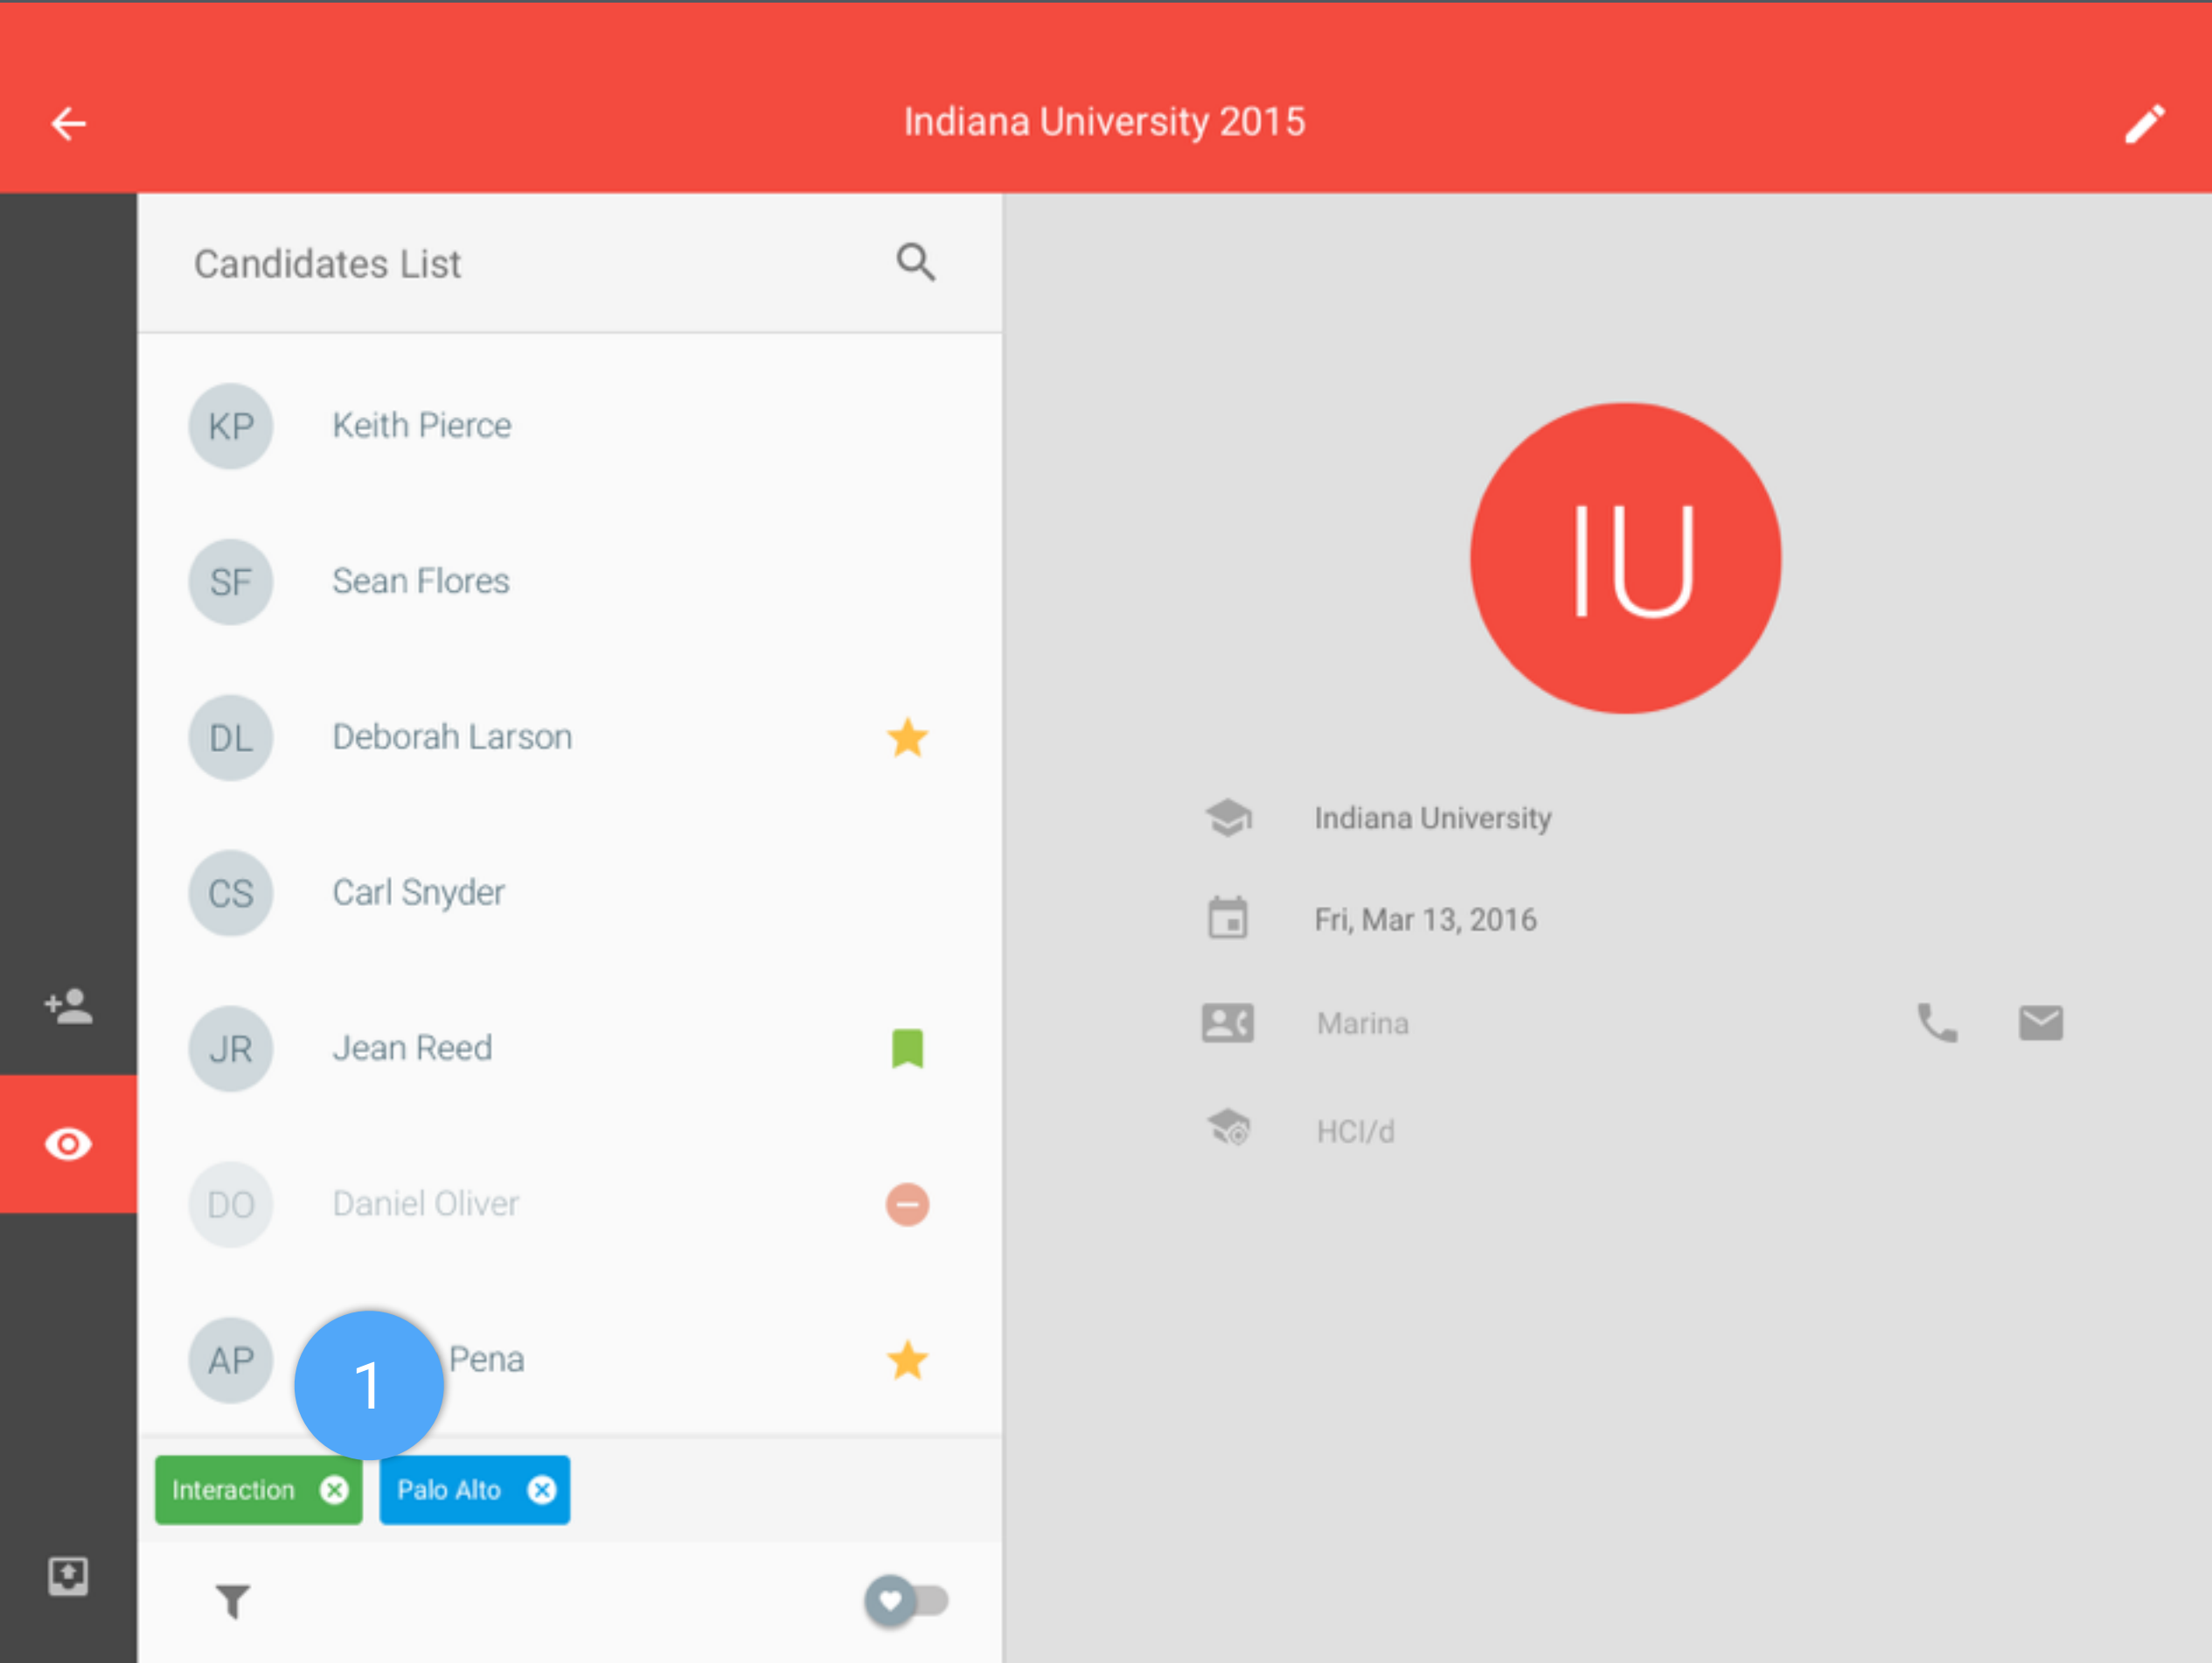 Indiana University 2015
Candidates List
KP Keith Pierce
SF Sean Flores
DL Deborah Larson
CS Carl Snyder
JR Jean Reed
DO Daniel Oliver
AP Pena
1
Interaction Palo Alto
IU
Indiana University
Fri, Mar 13, 2016
Marina
HCI/d